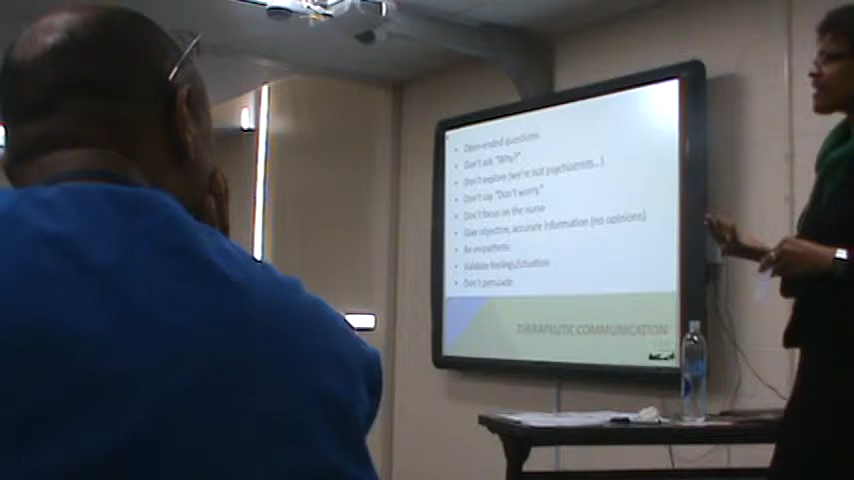 • Open-ended questions
• Don't ask "Why?"
• Don't explore (we're not psychiatrists...)
• Don't say "Don't worry."
• Don't focus on the nurse
• Give objective, accurate information (no opinions)
• Be empathetic
• Validate feelings/situation
• Don't persuade
THERAPEUTIC COMMUNICATION